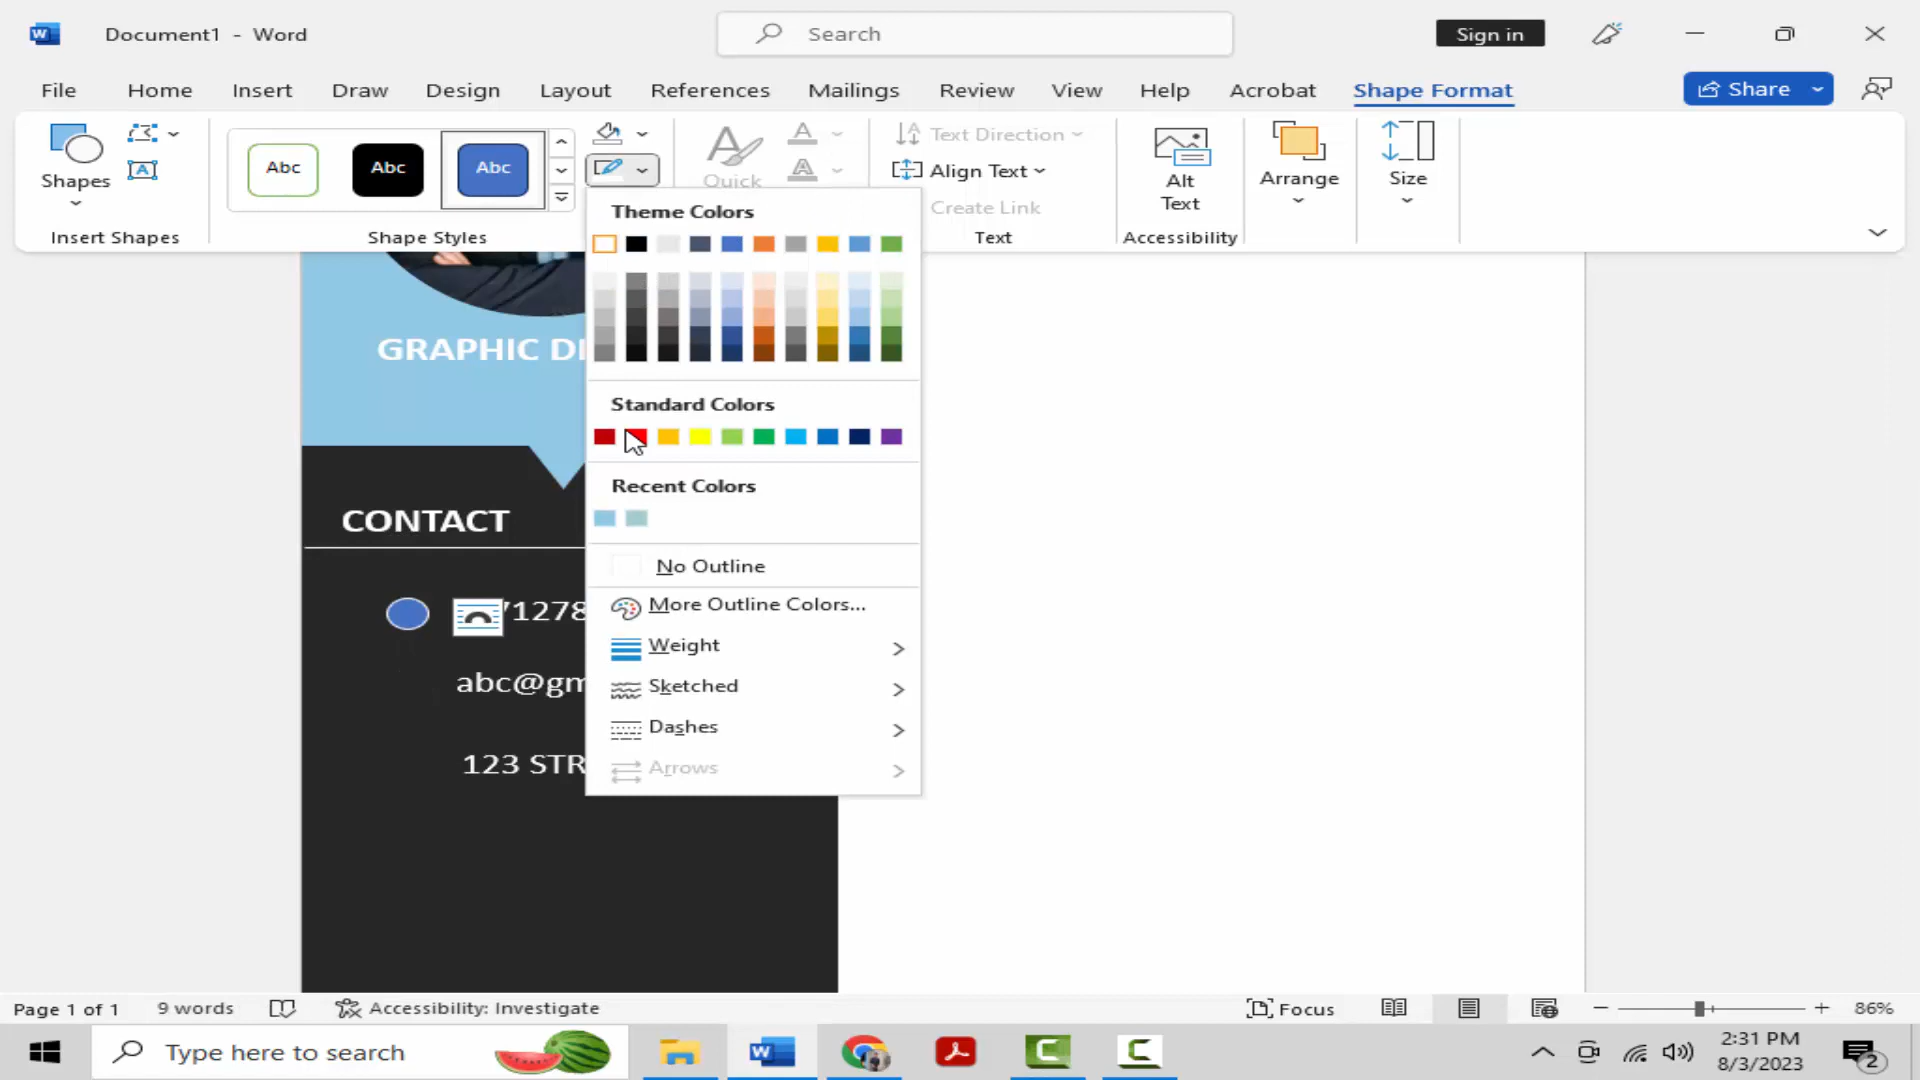 Document1 - Word
Search
Sign in
File Home Insert Draw Design Layout References Mailings Review View Help Acrobat Shape Format Share
Shapes
Abc Abc Abc
Quick
Text Direction
Align Text
Create Link
Alt Text
Arrange
Size
Insert Shapes
Shape Styles
Text
Accessibility
Theme Colors
Standard Colors
Recent Colors
No Outline
More Outline Colors...
Weight
Sketched
Dashes
Arrows
GRAPHIC
CONTACT
71278
abc@gm
123 STR
Page 1 of 1
9 words
Accessibility: Investigate
Focus
86%
Type here to search
2:31 PM
8/3/2023
2